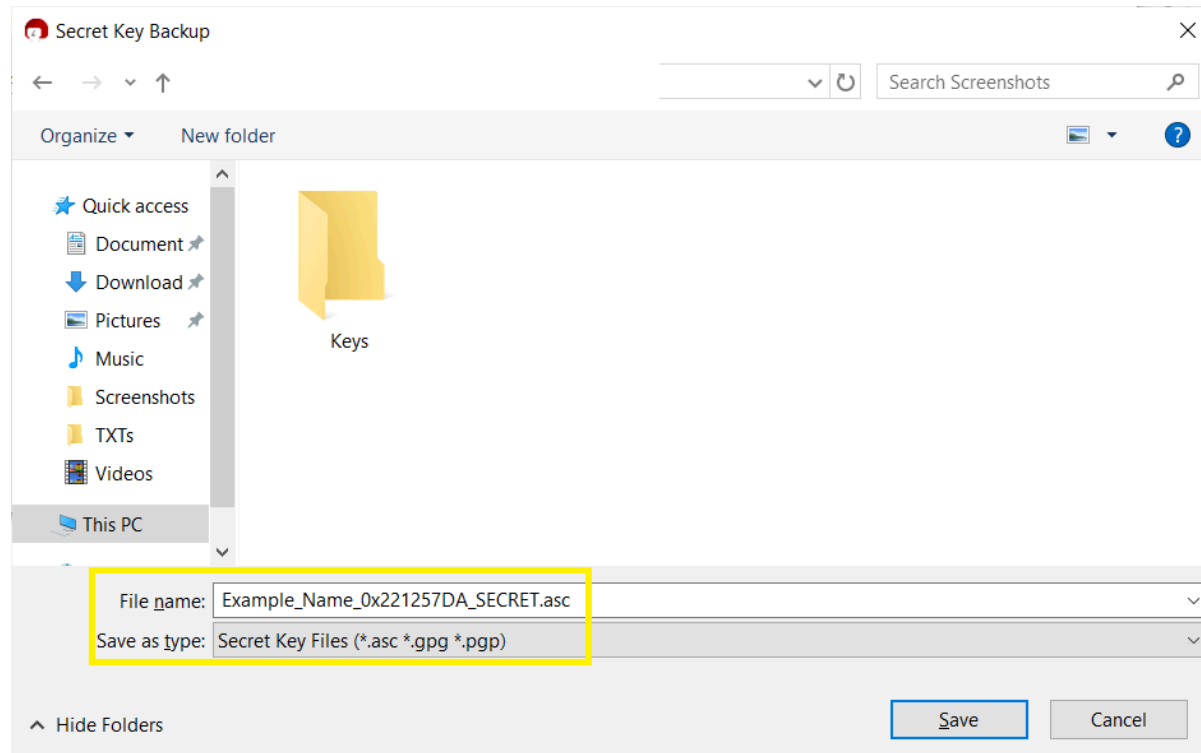 Secret Key Backup
Search Screenshots
Organize New folder
Quick access
Document
Download
Pictures
Music
Screenshots
TXTs
Videos
This PC
Keys
File name: Example_Name_0x221257DA_SECRET.asc
Save as type: Secret Key Files (*.asc *.gpg *.pgp)
Hide Folders Save Cancel